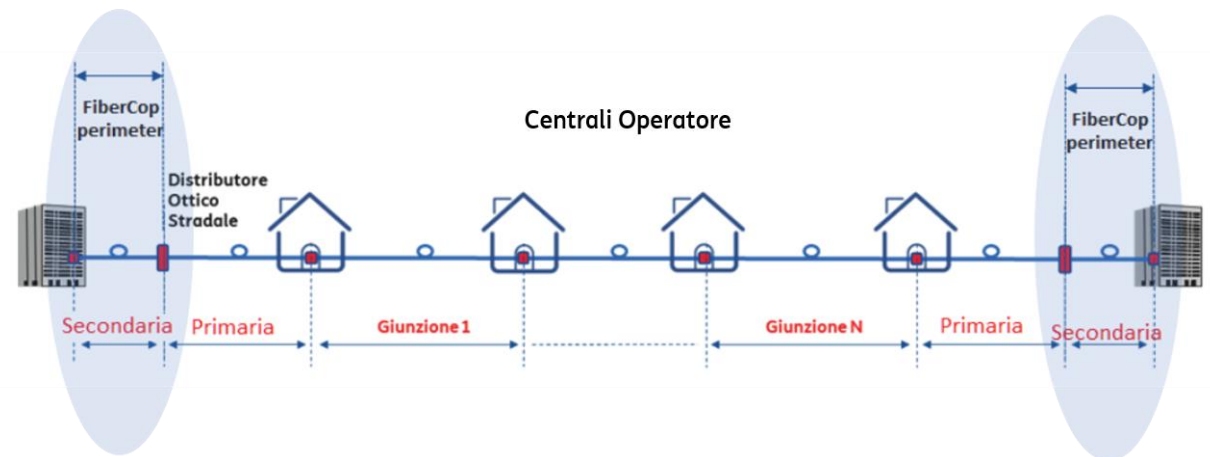 FiberCop
perimeter
Centrali Operatore
FiberCop
perimeter
Distributore
Ottico
Stradale
Secondaria
Primaria
Giunzione 1
Giunzione N
Primaria
Secondaria